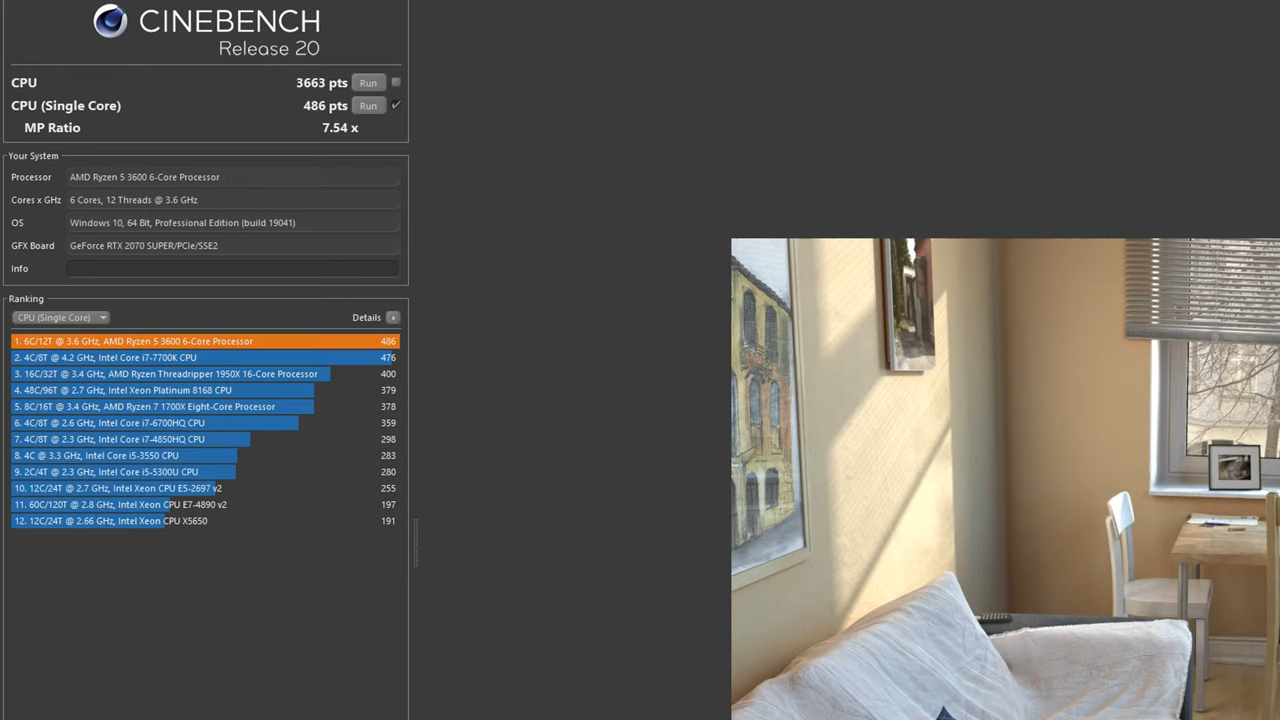 CINEBENCH
Release 20
CPU 3663 pts Run
CPU (Single Core) 486 pts Run
MP Ratio 7.54 x
Your System
Processor AMD Ryzen 5 3600 6-Core Processor
Cores x GHz 6 Cores, 12 Threads @ 3.6 GHz
OS Windows 10, 64 Bit, Professional Edition (build 19041)
GFX Board GeForce RTX 2070 SUPER/PCIe/SSE2
Info
Ranking
CPU (Single Core) Details
1. 6C/12T @ 3.6 GHz, AMD Ryzen 5 3600 6-Core Processor 486
2. 4C/8T @ 4.2 GHz, Intel Core i7-7700K CPU 476
3. 16C/32T @ 3.4 GHz, AMD Ryzen Threadripper 1950X 16-Core Processor 400
4. 48C/96T @ 2.7 GHz, Intel Xeon Platinum 8168 CPU 379
5. 8C/16T @ 3.4 GHz, AMD Ryzen 7 1700X Eight-Core Processor 378
6. 4C/8T @ 2.6 GHz, Intel Core i7-6700HQ CPU 359
7. 4C/8T @ 2.3 GHz, Intel Core i7-4850HQ CPU 298
8. 4C @ 3.3 GHz, Intel Core i5-3550 CPU 283
9. 2C/4T @ 2.3 GHz, Intel Core i5-5300U CPU 280
10. 12C/24T @ 2.7 GHz, Intel Xeon CPU E5-2697 v2 255
11. 60C/120T @ 2.8 GHz, Intel Xeon CPU E7-4890 v2 197
12. 12C/24T @ 2.66 GHz, Intel Xeon CPU X5650 191